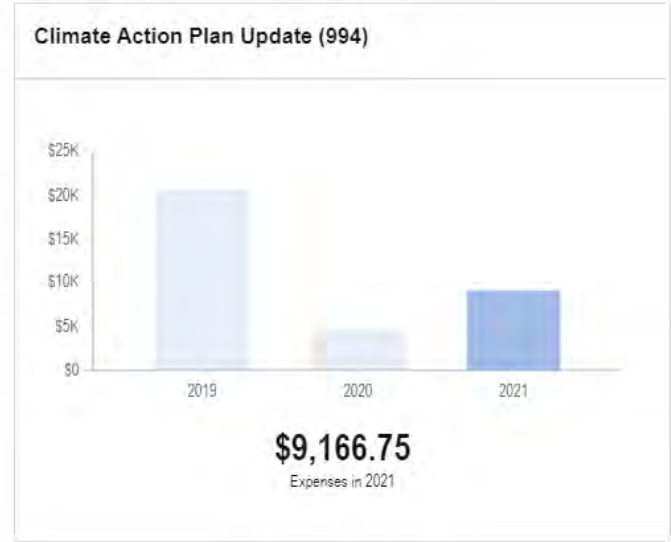 Climate Action Plan Update (994)
$25K
$20K
$15K
$10K
$5K
$0
2019 2020 2021
$9,166.75
Expenses in 2021